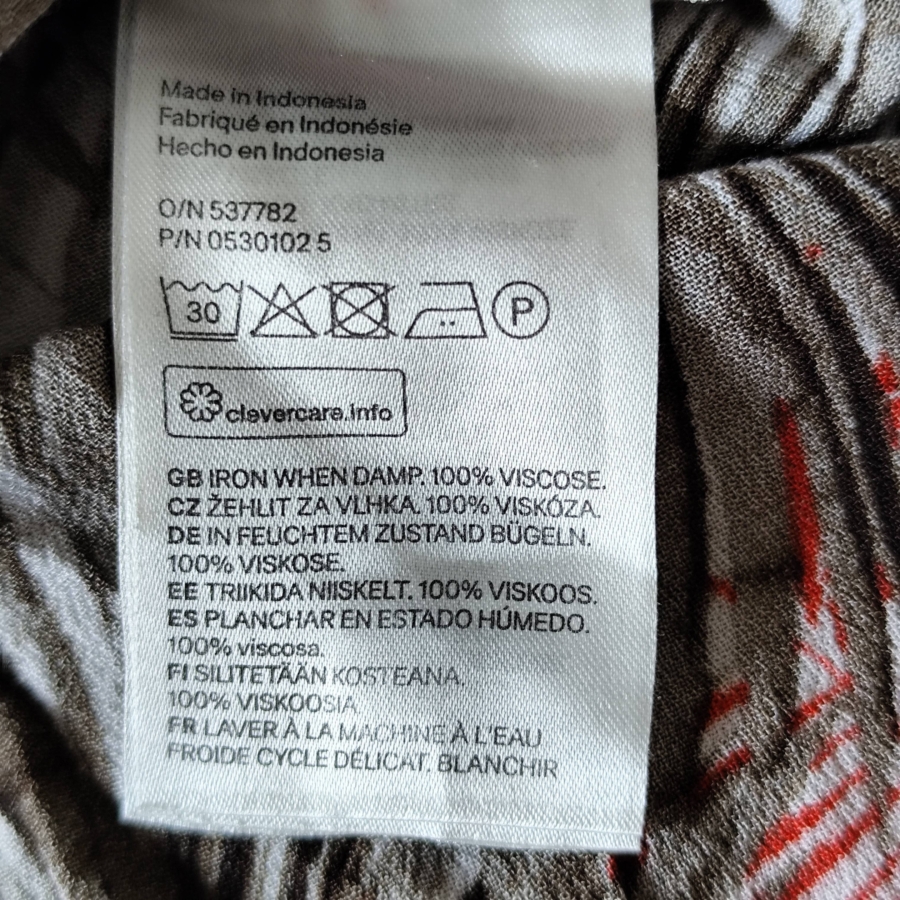 Made in Indonesia
Fabriqué en Indonésie
Hecho en Indonesia
O/N 537782
P/N 0530102 5
30 P
clevercare.info
GB IRON WHEN DAMP. 100% VISCOSE.
CZ ŽEHLIT ZA VLHKA. 100% VISKÓZA.
DE IN FEUCHTEM ZUSTAND BÜGELN.
100% VISKOSE.
EE TRIIKIDA NIISKELT. 100% VISKOOS.
ES PLANCHAR EN ESTADO HÚMEDO.
100% viscosa.
FI SILITETÄÄN KOSTEANA.
100% VISKOOSIA
FR LAVER À LA MACHINE À L'EAU
FROIDE CYCLE DÉLICAT. BLANCHIR